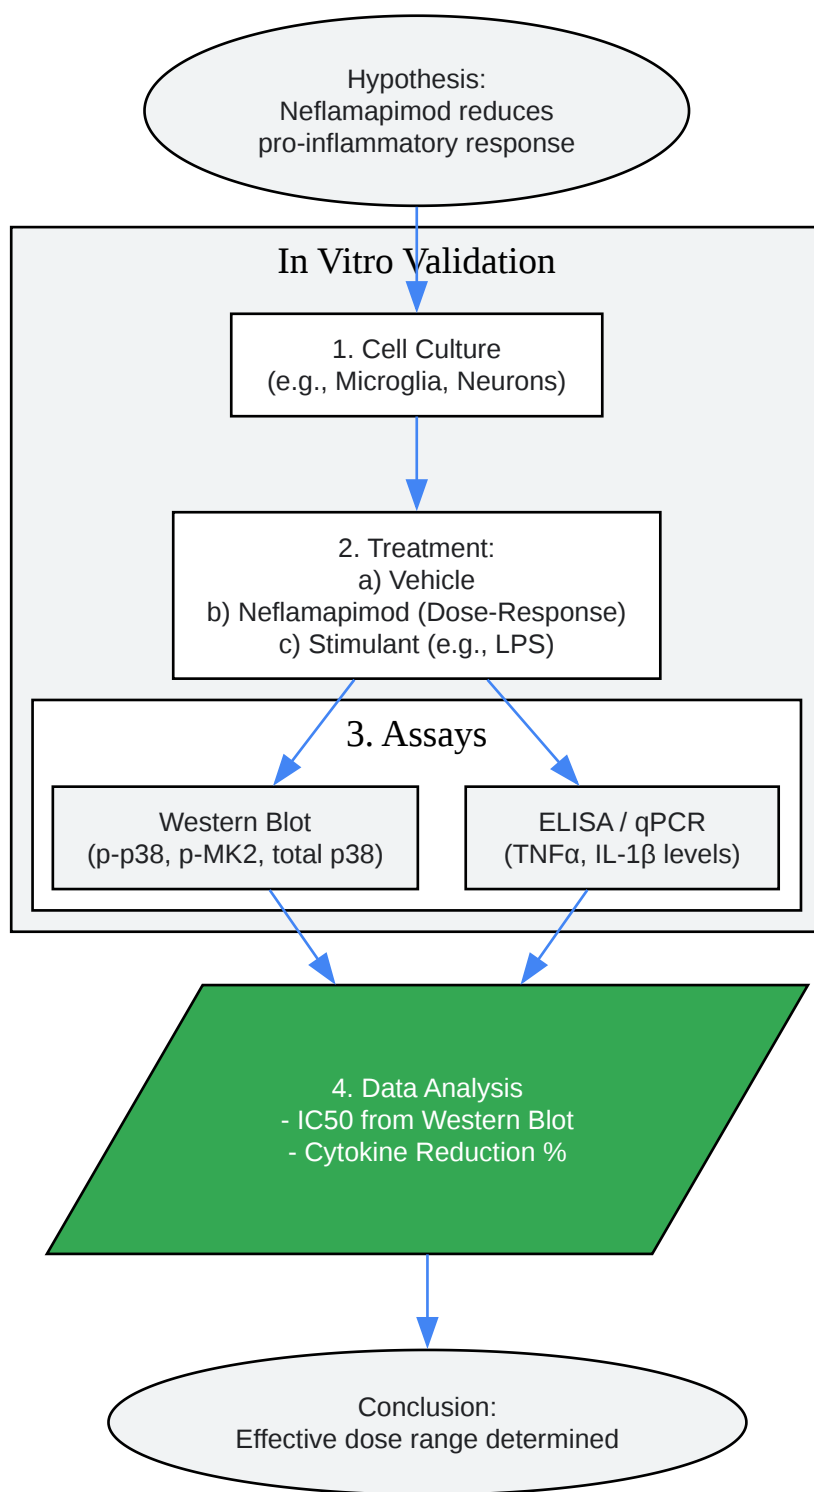 Hypothesis:
Neflamapimod reduces
pro-inflammatory response
In Vitro Validation
1. Cell Culture
(e.g., Microglia, Neurons)
2. Treatment:
a) Vehicle
b) Neflamapimod (Dose-Response)
c) Stimulant (e.g., LPS)
3. Assays
Western Blot
(p-p38, p-MK2, total p38)
ELISA / qPCR
(TNFα, IL-1β levels)
4. Data Analysis
- IC50 from Western Blot
- Cytokine Reduction %
Conclusion:
Effective dose range determined